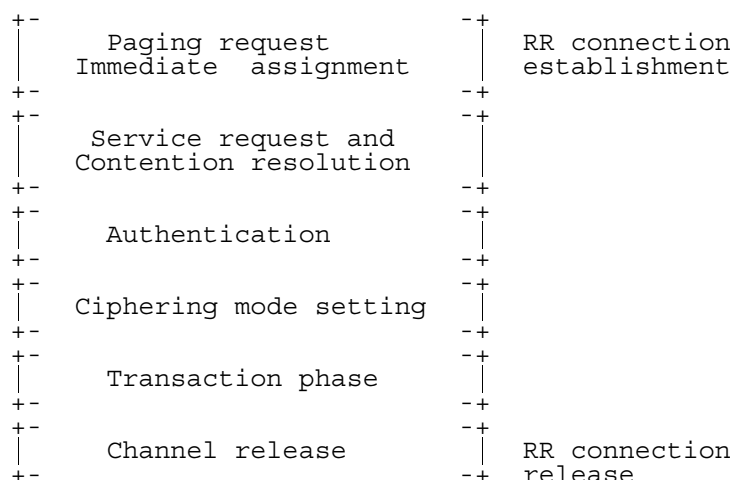 Paging request RR connection
Immediate assignment establishment
Service request and
Contention resolution
Authentication
Ciphering mode setting
Transaction phase
Channel release RR connection
release